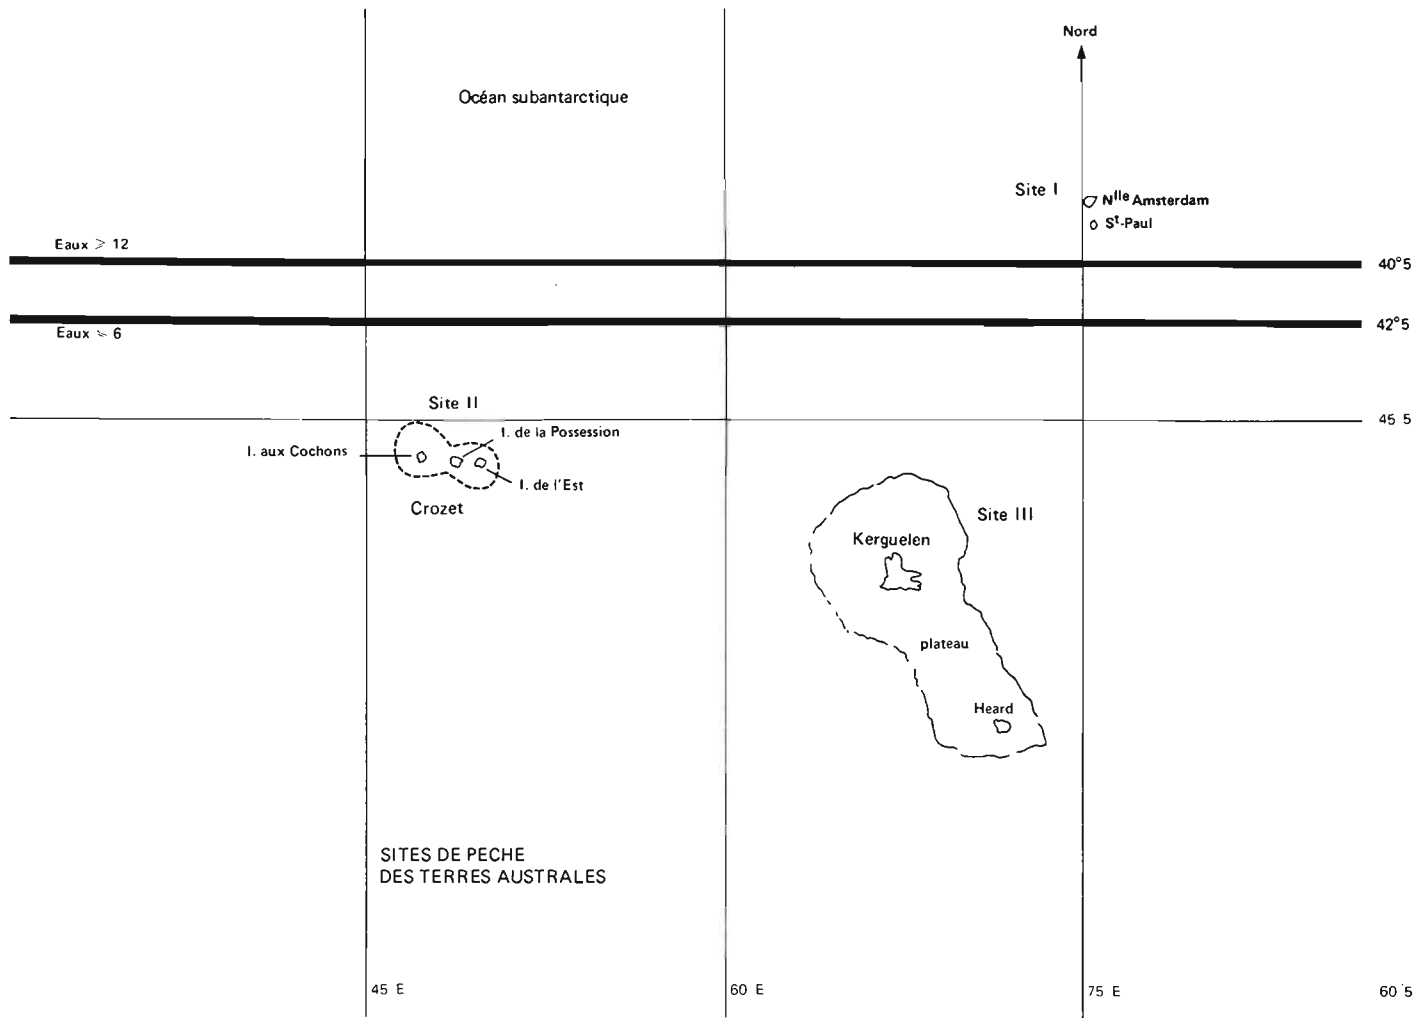 Nord
Océan subantarctique
Site I
Nlle Amsterdam
St-Paul
Eaux ⩾ 12
40°5
Eaux ⩽ 6
42°5
Site II
45 5
I. de la Possession
I. aux Cochons
I. de l'Est
Crozet
Site III
Kerguelen
plateau
Heard
SITES DE PECHE
DES TERRES AUSTRALES
45 E
60 E
75 E
60 5